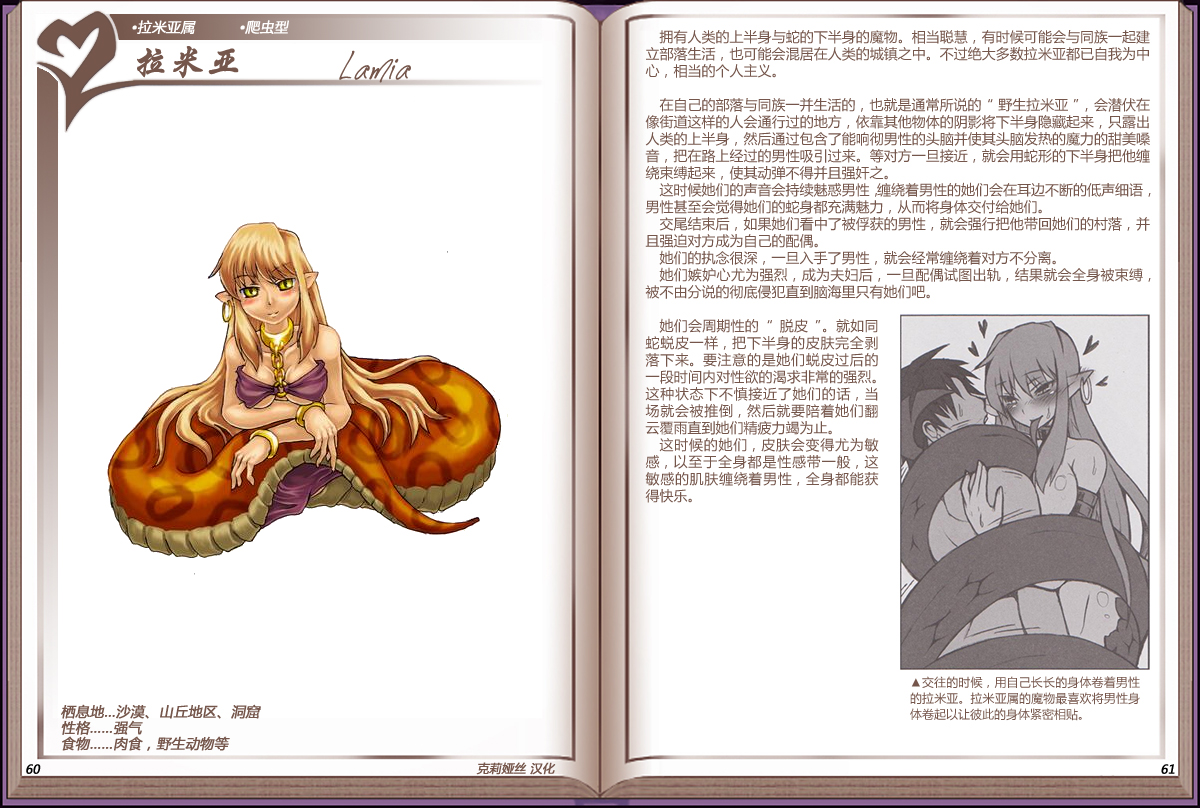 •拉米亚属 •爬虫型
拉米亚 Lamia
栖息地...沙漠、山丘地区、洞窟
性格......强气
食物......肉食，野生动物等
60
克莉娅丝 汉化
拥有人类的上半身与蛇的下半身的魔物。相当聪慧，有时候可能会与同族一起建
立部落生活，也可能会混居在人类的城镇之中。不过绝大多数拉米亚都已自我为中
心，相当的个人主义。
在自己的部落与同族一并生活的，也就是通常所说的“ 野生拉米亚 ”，会潜伏在
像街道这样的人会通行过的地方，依靠其他物体的阴影将下半身隐藏起来，只露出
人类的上半身，然后通过包含了能响彻男性的头脑并使其头脑发热的魔力的甜美嗓
音，把在路上经过的男性吸引过来。等对方一旦接近，就会用蛇形的下半身把他缠
绕束缚起来，使其动弹不得并且强奸之。
这时候她们的声音会持续魅惑男性，缠绕着男性的她们会在耳边不断的低声细语，
男性甚至会觉得她们的蛇身都充满魅力，从而将身体交付给她们。
交尾结束后，如果她们看中了被俘获的男性，就会强行把他带回她们的村落，并
且强迫对方成为自己的配偶。
她们的执念很深，一旦入手了男性，就会经常缠绕着对方不分离。
她们嫉妒心尤为强烈，成为夫妇后，一旦配偶试图出轨，结果就会全身被束缚，
被不由分说的彻底侵犯直到脑海里只有她们吧。
她们会周期性的“ 脱皮 ”。就如同
蛇蜕皮一样，把下半身的皮肤完全剥
落下来。要注意的是她们蜕皮过后的
一段时间内对性欲的渴求非常的强烈。
这种状态下不慎接近了她们的话，当
场就会被推倒，然后就要陪着她们翻
云覆雨直到她们精疲力竭为止。
这时候的她们，皮肤会变得尤为敏
感，以至于全身都是性感带一般，这
敏感的肌肤缠绕着男性，全身都能获
得快乐。
▲交往的时候，用自己长长的身体卷着男性
的拉米亚。拉米亚属的魔物最喜欢将男性身
体卷起以让彼此的身体紧密相贴。
61